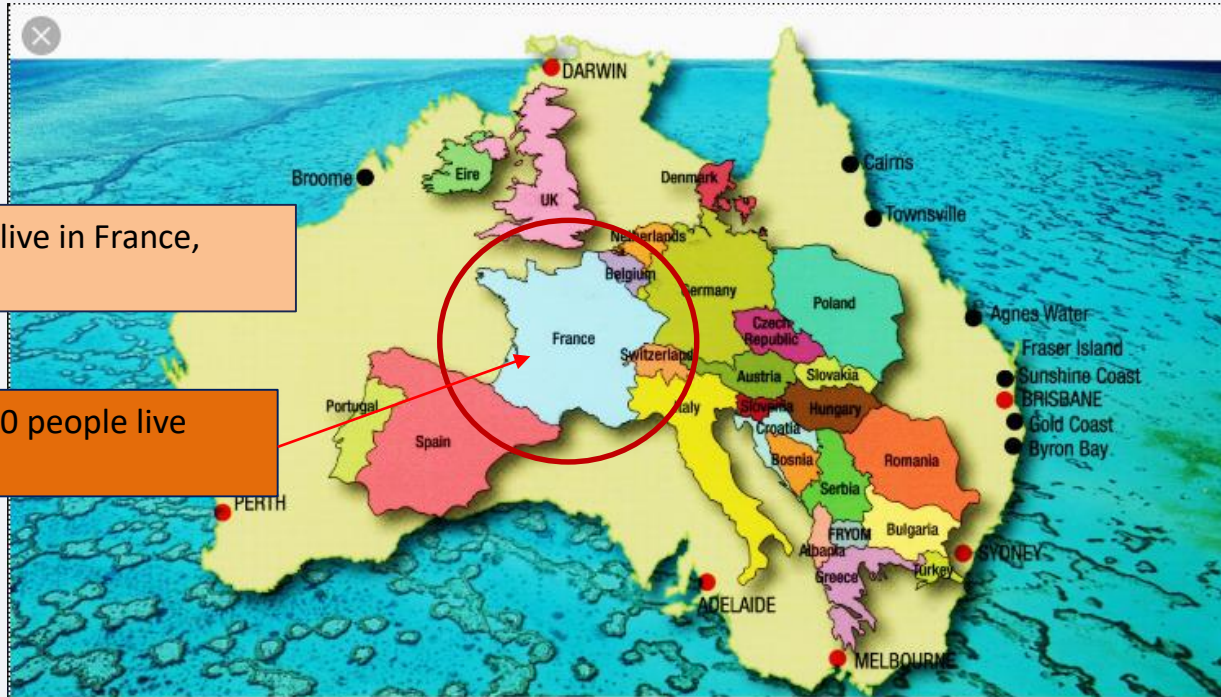 DARWIN
Broome
Eire
UK
Denmark
Cairns
Townsville
live in France,
Netherlands
Belgium
Germany
Poland
Agnes Water
France
Czech
Republic
Switzerland
Fraser Island
Austria
Slovakia
Sunshine Coast
BRISBANE
Portugal
Italy
Slovenia
Hungary
Gold Coast
0 people live
Spain
Croatia
Byron Bay
Bosnia
Romania
Serbia
PERTH
FRYOM
Bulgaria
Albania
SYDNEY
Greece
Turkey
ADELAIDE
MELBOURNE